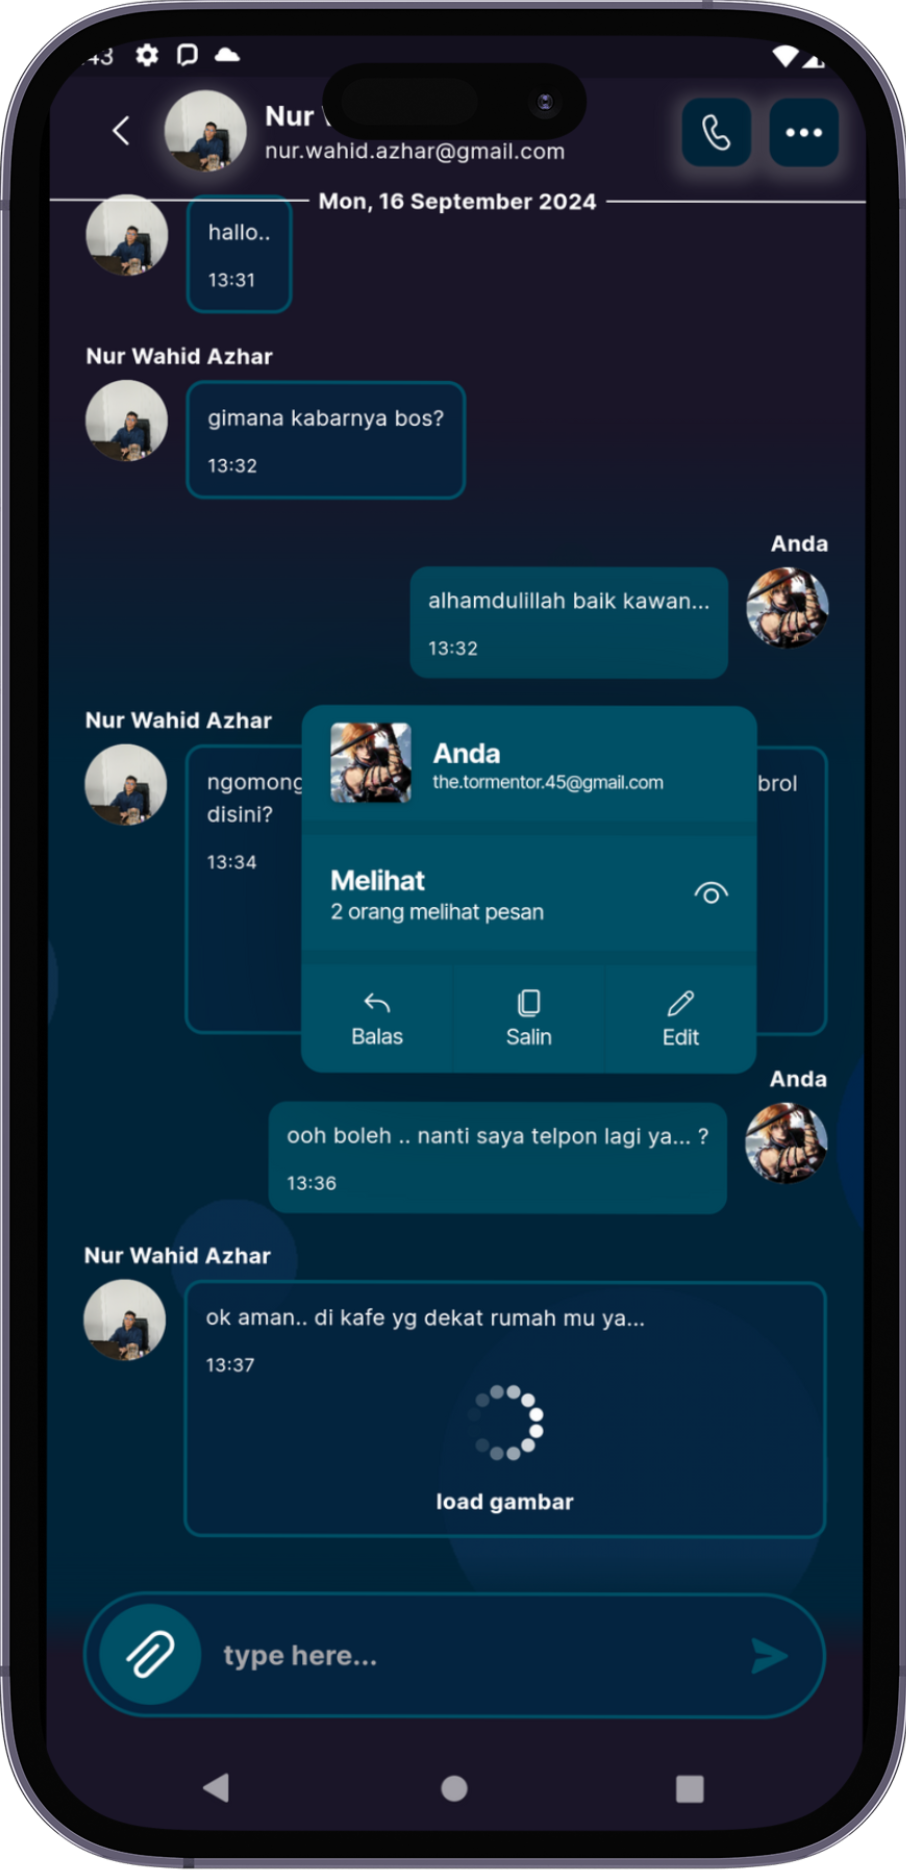 :43
Nur
nur.wahid.azhar@gmail.com
Mon, 16 September 2024
hallo..
13:31
Nur Wahid Azhar
gimana kabarnya bos?
13:32
Anda
alhamdulillah baik kawan...
13:32
Nur Wahid Azhar
ngomong brol
disini?
13:34
Anda
the.tormentor.45@gmail.com
Melihat
2 orang melihat pesan
Balas Salin Edit
Anda
ooh boleh .. nanti saya telpon lagi ya... ?
13:36
Nur Wahid Azhar
ok aman.. di kafe yg dekat rumah mu ya...
13:37
load gambar
type here...